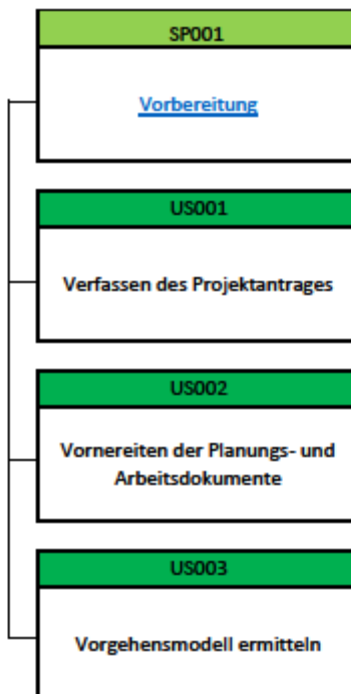 SP001
Vorbereitung
US001
Verfassen des Projektantrages
US002
Vornereiten der Planungs- und
Arbeitsdokumente
US003
Vorgehensmodell ermitteln